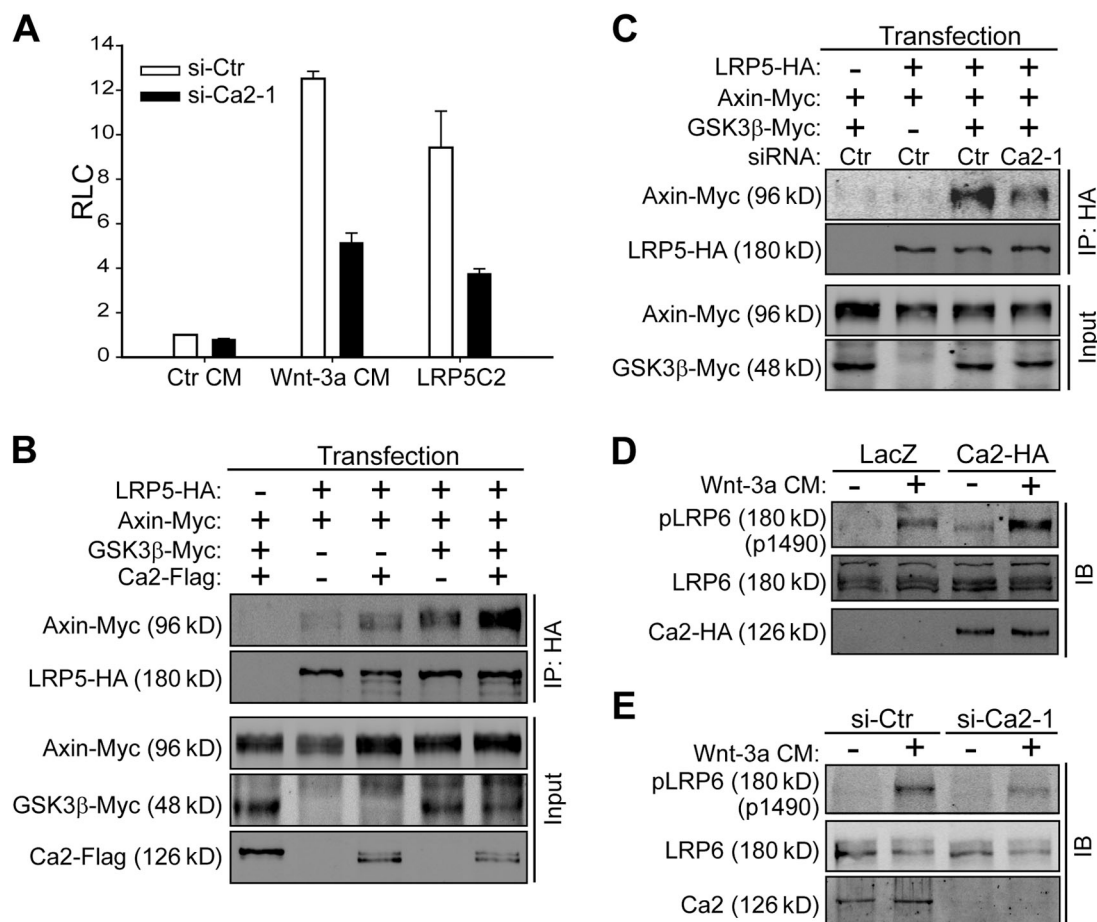 A
14
12
10
8
6
4
2
0
RLC
si-Ctr
si-Ca2-1
Ctr CM Wnt-3a CM LRP5C2
B
Transfection
LRP5-HA: - + + + +
Axin-Myc: + + + + +
GSK3β-Myc: + - - + +
Ca2-Flag: + - + - +
Axin-Myc (96 kD)
LRP5-HA (180 kD)
IP: HA
Axin-Myc (96 kD)
GSK3β-Myc (48 kD)
Ca2-Flag (126 kD)
Input
C
Transfection
LRP5-HA: - + + +
Axin-Myc: + + + +
GSK3β-Myc: + - + +
siRNA: Ctr Ctr Ctr Ca2-1
Axin-Myc (96 kD)
LRP5-HA (180 kD)
IP: HA
Axin-Myc (96 kD)
GSK3β-Myc (48 kD)
Input
D
LacZ Ca2-HA
Wnt-3a CM: - + - +
pLRP6 (180 kD)
(p1490)
LRP6 (180 kD)
Ca2-HA (126 kD)
IB
E
si-Ctr si-Ca2-1
Wnt-3a CM: - + - +
pLRP6 (180 kD)
(p1490)
LRP6 (180 kD)
Ca2 (126 kD)
IB